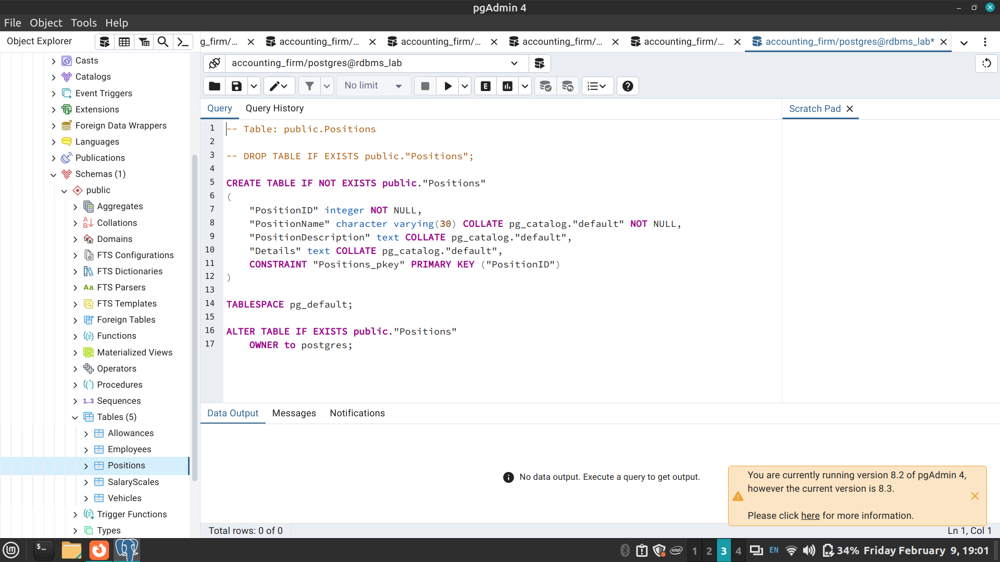 pgAdmin 4
File Object Tools Help
Object Explorer
g_firm/... accounting_firm/... accounting_firm/... accounting_firm/... accounting_firm/... accounting_firm/postgres@rdbms_lab*
accounting_firm/postgres@rdbms_lab
No limit
E
Query Query History
Scratch Pad
Casts
Catalogs
Event Triggers
Extensions
Foreign Data Wrappers
Languages
Publications
Schemas (1)
public
Aggregates
Collations
Domains
FTS Configurations
FTS Dictionaries
Aa FTS Parsers
FTS Templates
Foreign Tables
Functions
Materialized Views
Operators
Procedures
1..3 Sequences
Tables (5)
Allowances
Employees
Positions
SalaryScales
Vehicles
Trigger Functions
Types
1 -- Table: public.Positions
2
3 -- DROP TABLE IF EXISTS public."Positions";
4
5 CREATE TABLE IF NOT EXISTS public."Positions"
6 (
7 "PositionID" integer NOT NULL,
8 "PositionName" character varying(30) COLLATE pg_catalog."default" NOT NULL,
9 "PositionDescription" text COLLATE pg_catalog."default",
10 "Details" text COLLATE pg_catalog."default",
11 CONSTRAINT "Positions_pkey" PRIMARY KEY ("PositionID")
12 )
13
14 TABLESPACE pg_default;
15
16 ALTER TABLE IF EXISTS public."Positions"
17 OWNER to postgres;
Data Output Messages Notifications
No data output. Execute a query to get output.
You are currently running version 8.2 of pgAdmin 4,
however the current version is 8.3.
Please click here for more information.
Total rows: 0 of 0
Ln 1, Col 1
1 2 3 4 EN 34% Friday February 9, 19:01